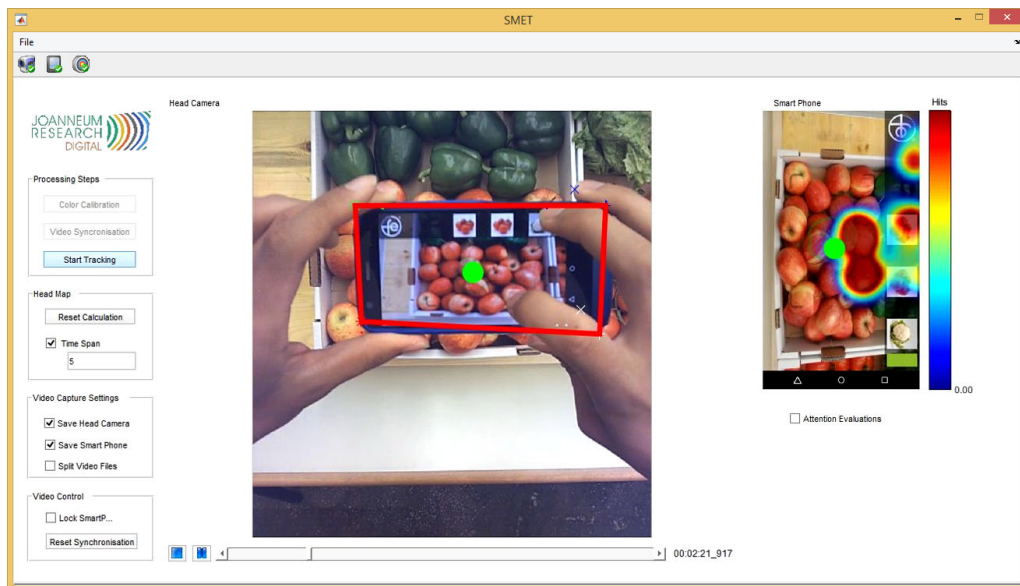 SMET
File
JOANNEUM
RESEARCH
DIGITAL
Processing Steps
Color Calibration
Video Syncronisation
Start Tracking
Head Map
Reset Calculation
Time Span
5
Video Capture Settings
Save Head Camera
Save Smart Phone
Split Video Files
Video Control
Lock SmartP...
Reset Synchronisation
Head Camera
00:02:21_917
Smart Phone
Hits
0.00
Attention Evaluations